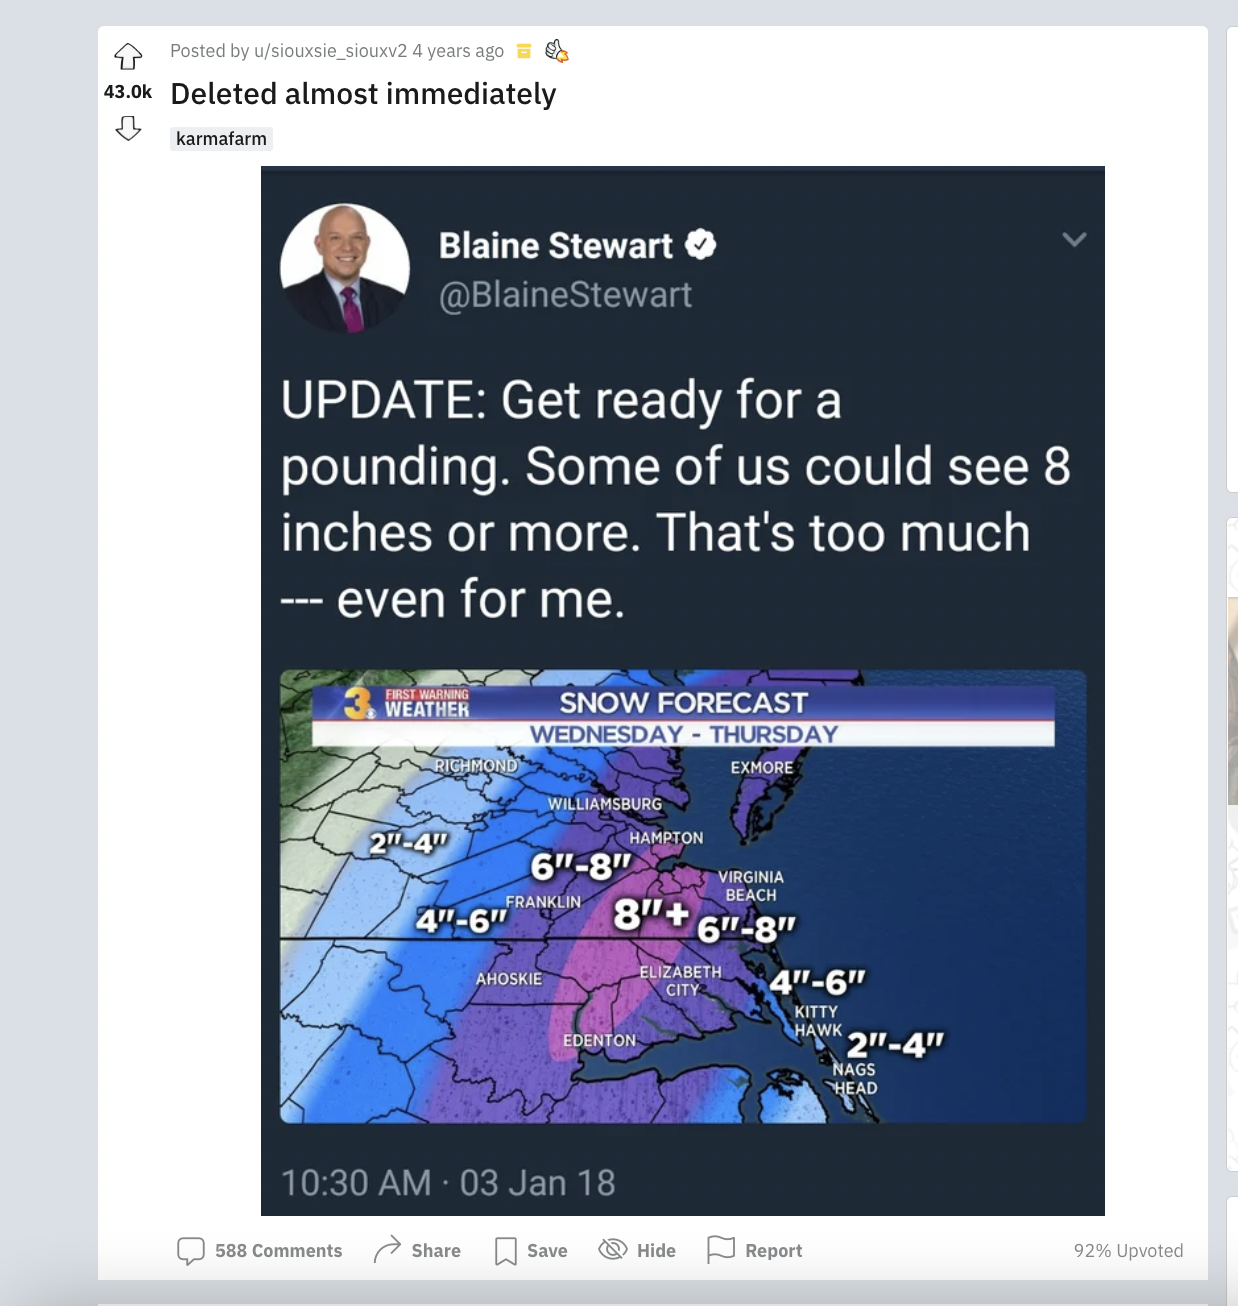 Posted by u/siouxsie_siouxv2 4 years ago
43.0k
Deleted almost immediately
karmafarm
Blaine Stewart
@BlaineStewart
UPDATE: Get ready for a
pounding. Some of us could see 8
inches or more. That's too much
--- even for me.
3 FIRST WARNING
WEATHER
SNOW FORECAST
WEDNESDAY - THURSDAY
RICHMOND
EXMORE
WILLIAMSBURG
2"-4"
HAMPTON
6"-8"
VIRGINIA
BEACH
FRANKLIN
4"-6"
8"+
6"-8"
AHOSKIE
ELIZABETH
CITY
4"-6"
KITTY
HAWK
EDENTON
2"-4"
NAGS
HEAD
10:30 AM · 03 Jan 18
588 Comments Share Save Hide Report 92% Upvoted